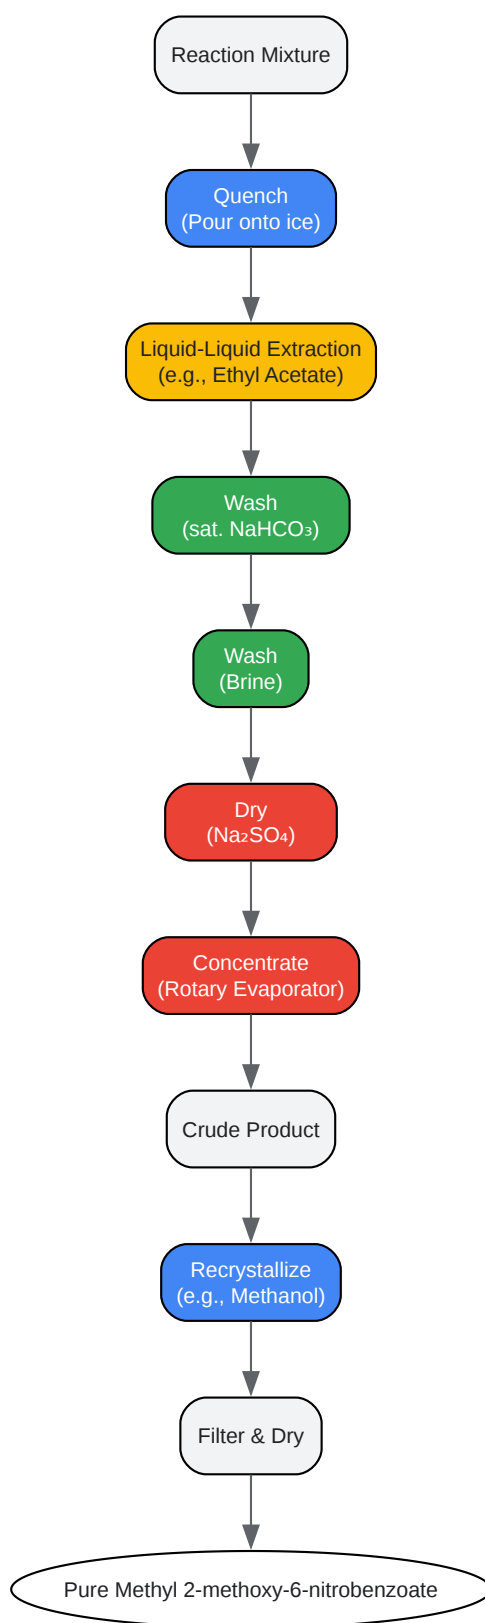 Reaction Mixture
Quench
(Pour onto ice)
Liquid-Liquid Extraction
(e.g., Ethyl Acetate)
Wash
(sat. NaHCO₃)
Wash
(Brine)
Dry
(Na₂SO₄)
Concentrate
(Rotary Evaporator)
Crude Product
Recrystallize
(e.g., Methanol)
Filter & Dry
Pure Methyl 2-methoxy-6-nitrobenzoate